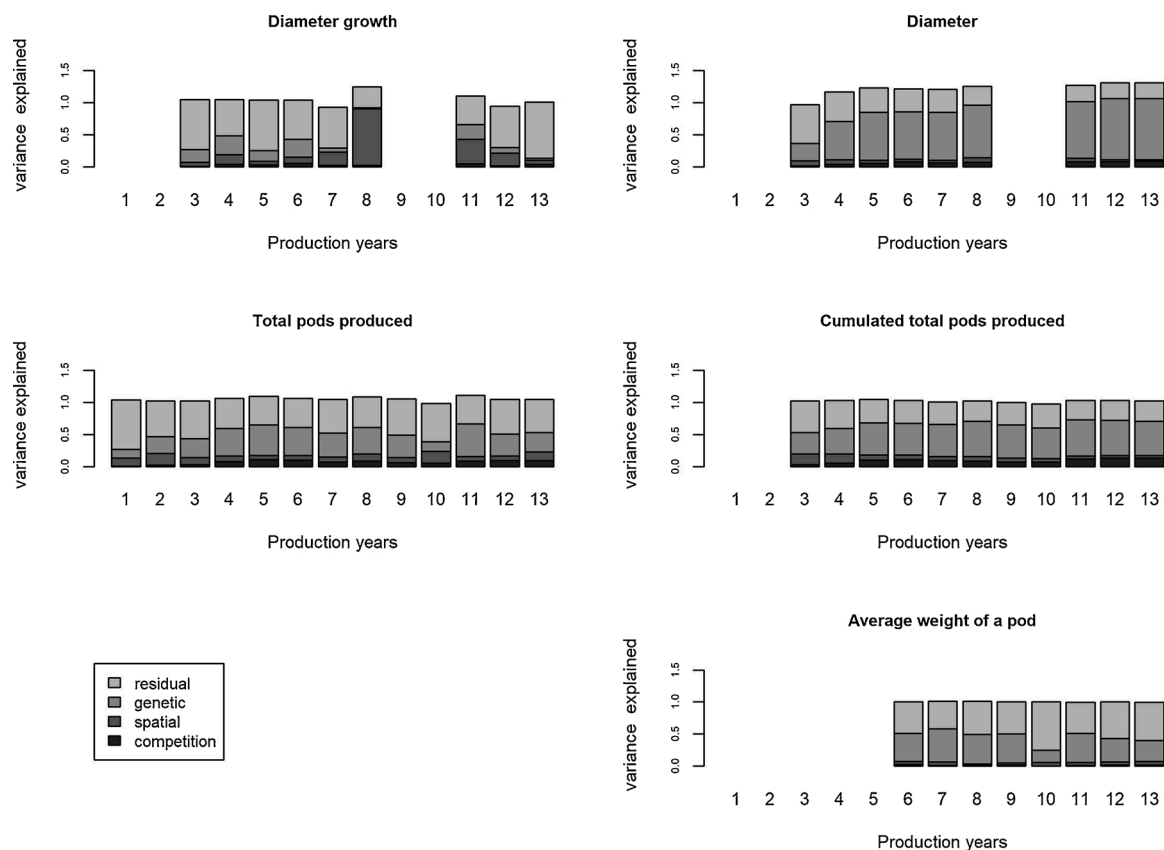 Diameter growth
variance explained
0.0 0.5 1.0 1.5
1 2 3 4 5 6 7 8 9 10 11 12 13
Production years
Diameter
variance explained
0.0 0.5 1.0 1.5
1 2 3 4 5 6 7 8 9 10 11 12 13
Production years
Total pods produced
variance explained
0.0 0.5 1.0 1.5
1 2 3 4 5 6 7 8 9 10 11 12 13
Production years
Cumulated total pods produced
variance explained
0.0 0.5 1.0 1.5
1 2 3 4 5 6 7 8 9 10 11 12 13
Production years
residual
genetic
spatial
competition
Average weight of a pod
variance explained
0.0 0.5 1.0 1.5
1 2 3 4 5 6 7 8 9 10 11 12 13
Production years